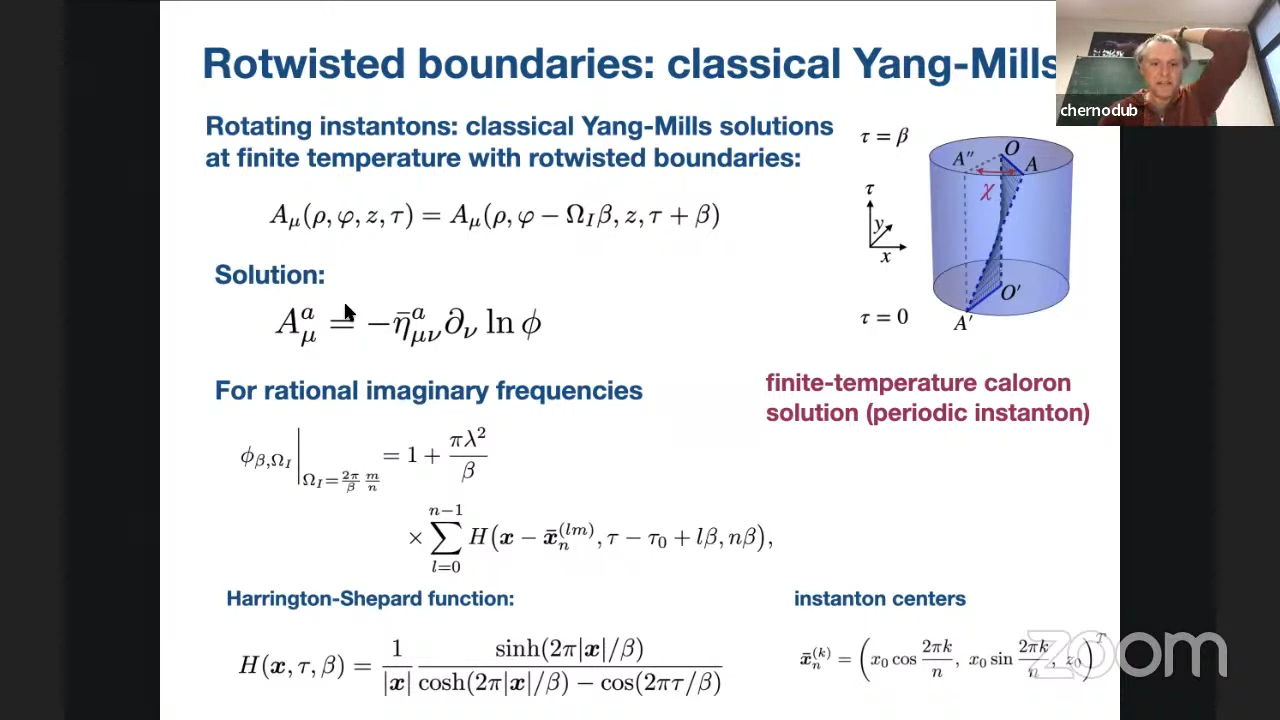 Rotwisted boundaries: classical Yang-Mills
chernodub
Rotating instantons: classical Yang-Mills solutions
at finite temperature with rotwisted boundaries:
A_μ(ρ, φ, z, τ) = A_μ(ρ, φ − Ω_I β, z, τ + β)
τ = β
O
A″
A
χ
τ
y
x
O′
τ = 0
A′
Solution:
A^a_μ = −η̄^a_{μν} ∂_ν ln ϕ
For rational imaginary frequencies
finite-temperature caloron
solution (periodic instanton)
ϕ_{β,Ω_I} |_{Ω_I = 2π/β m/n} = 1 + πλ²/β
× ∑_{l=0}^{n−1} H(x − x̄_n^{(lm)}, τ − τ_0 + lβ, nβ),
Harrington-Shepard function:
instanton centers
H(x, τ, β) = 1/|x| sinh(2π|x|/β) / (cosh(2π|x|/β) − cos(2πτ/β))
x̄_n^{(k)} = (x_0 cos 2πk/n, x_0 sin 2πk/n, z_0)^T
zoom